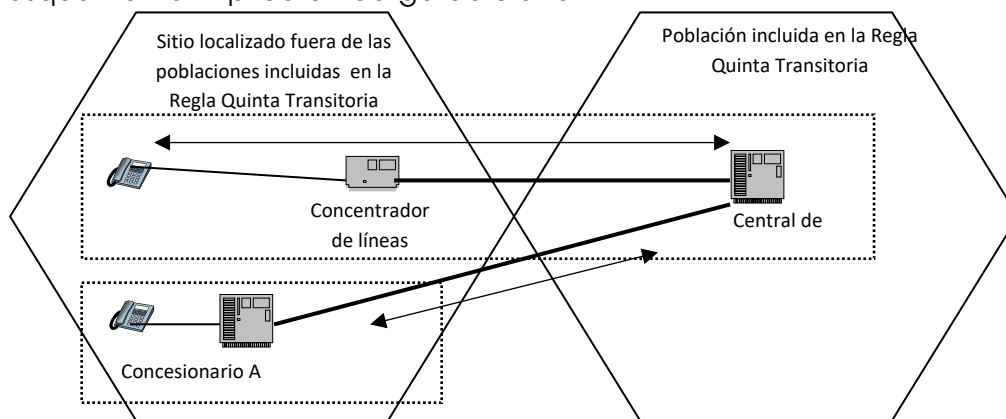 Sitio localizado fuera de las
poblaciones incluidas en la
Regla Quinta Transitoria
Población incluida en la Regla
Quinta Transitoria
Concentrador
de líneas
Central de
Concesionario A